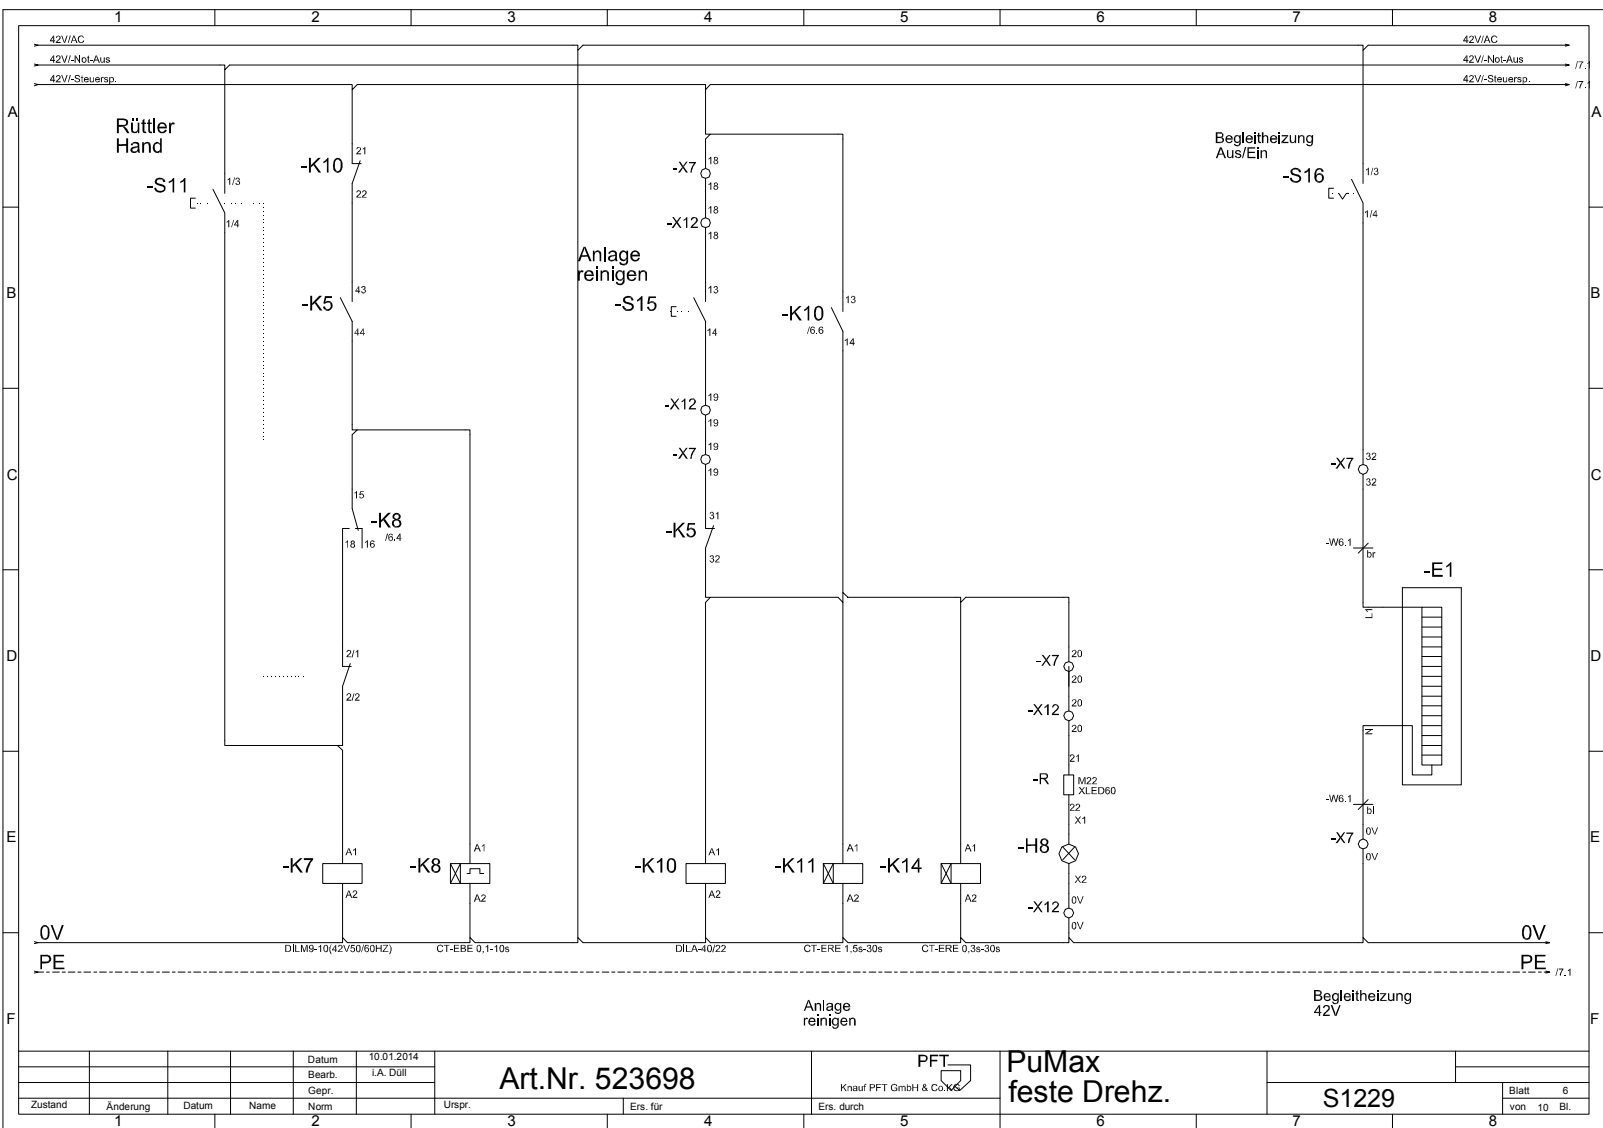 1 2 3 4 5 6 7 8
42V/AC 42V/AC
42V/-Not-Aus 42V/-Not-Aus /7.1
42V/-Steuersp. 42V/-Steuersp. /7.1
A A
Rüttler
Hand
-S11
1/3
1/4
-K10
21
22
-K5
43
44
15
-K8
/6.4
18 16
2/1
2/2
-X7
18
18
-X12
18
18
Anlage
reinigen
-S15
13
14
-K10
/6.6
13
14
-X12
19
19
-X7
19
19
-K5
31
32
Begleitheizung
Aus/Ein
-S16
1/3
1/4
-X7
32
32
-W6.1
br
-E1
L1
N
-W6.1
bl
-X7
0V
0V
B B
C C
D D
-X7
20
20
-X12
20
20
21
-R
M22
XLED60
22
X1
-H8
X2
-X12
0V
0V
E E
-K7
A1
A2
-K8
A1
A2
-K10
A1
A2
-K11
A1
A2
-K14
A1
A2
0V 0V
DILM9-10(42V50/60HZ) CT-EBE 0,1-10s DILA-40/22 CT-ERE 1,5s-30s CT-ERE 0,3s-30s
PE PE /7.1
Anlage
reinigen
Begleitheizung
42V
F F
Datum 10.01.2014
Bearb. i.A. Düll
Gepr.
Zustand Änderung Datum Name Norm
Art.Nr. 523698
Urspr. Ers. für Ers. durch
PFT
Knauf PFT GmbH & Co.KG
PuMax
feste Drehz.
S1229
Blatt 6
von 10 Bl.
1 2 3 4 5 6 7 8